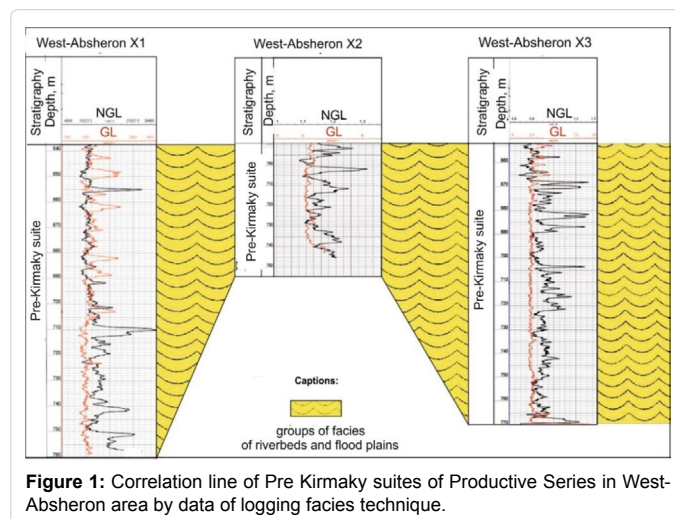 West-Absheron X1
West-Absheron X2
West-Absheron X3
Stratigraphy
Depth, m
NGL
GL
Stratigraphy
Depth, m
NGL
GL
Stratigraphy
Depth, m
NGL
GL
Pre-Kirmaky suite
Pre-Kirmaky suite
Pre-Kirmaky suite
710
720
730
Captions:
groups of facies
of riverbeds and flood plains
Figure 1: Correlation line of Pre Kirmaky suites of Productive Series in West-
Absheron area by data of logging facies technique.